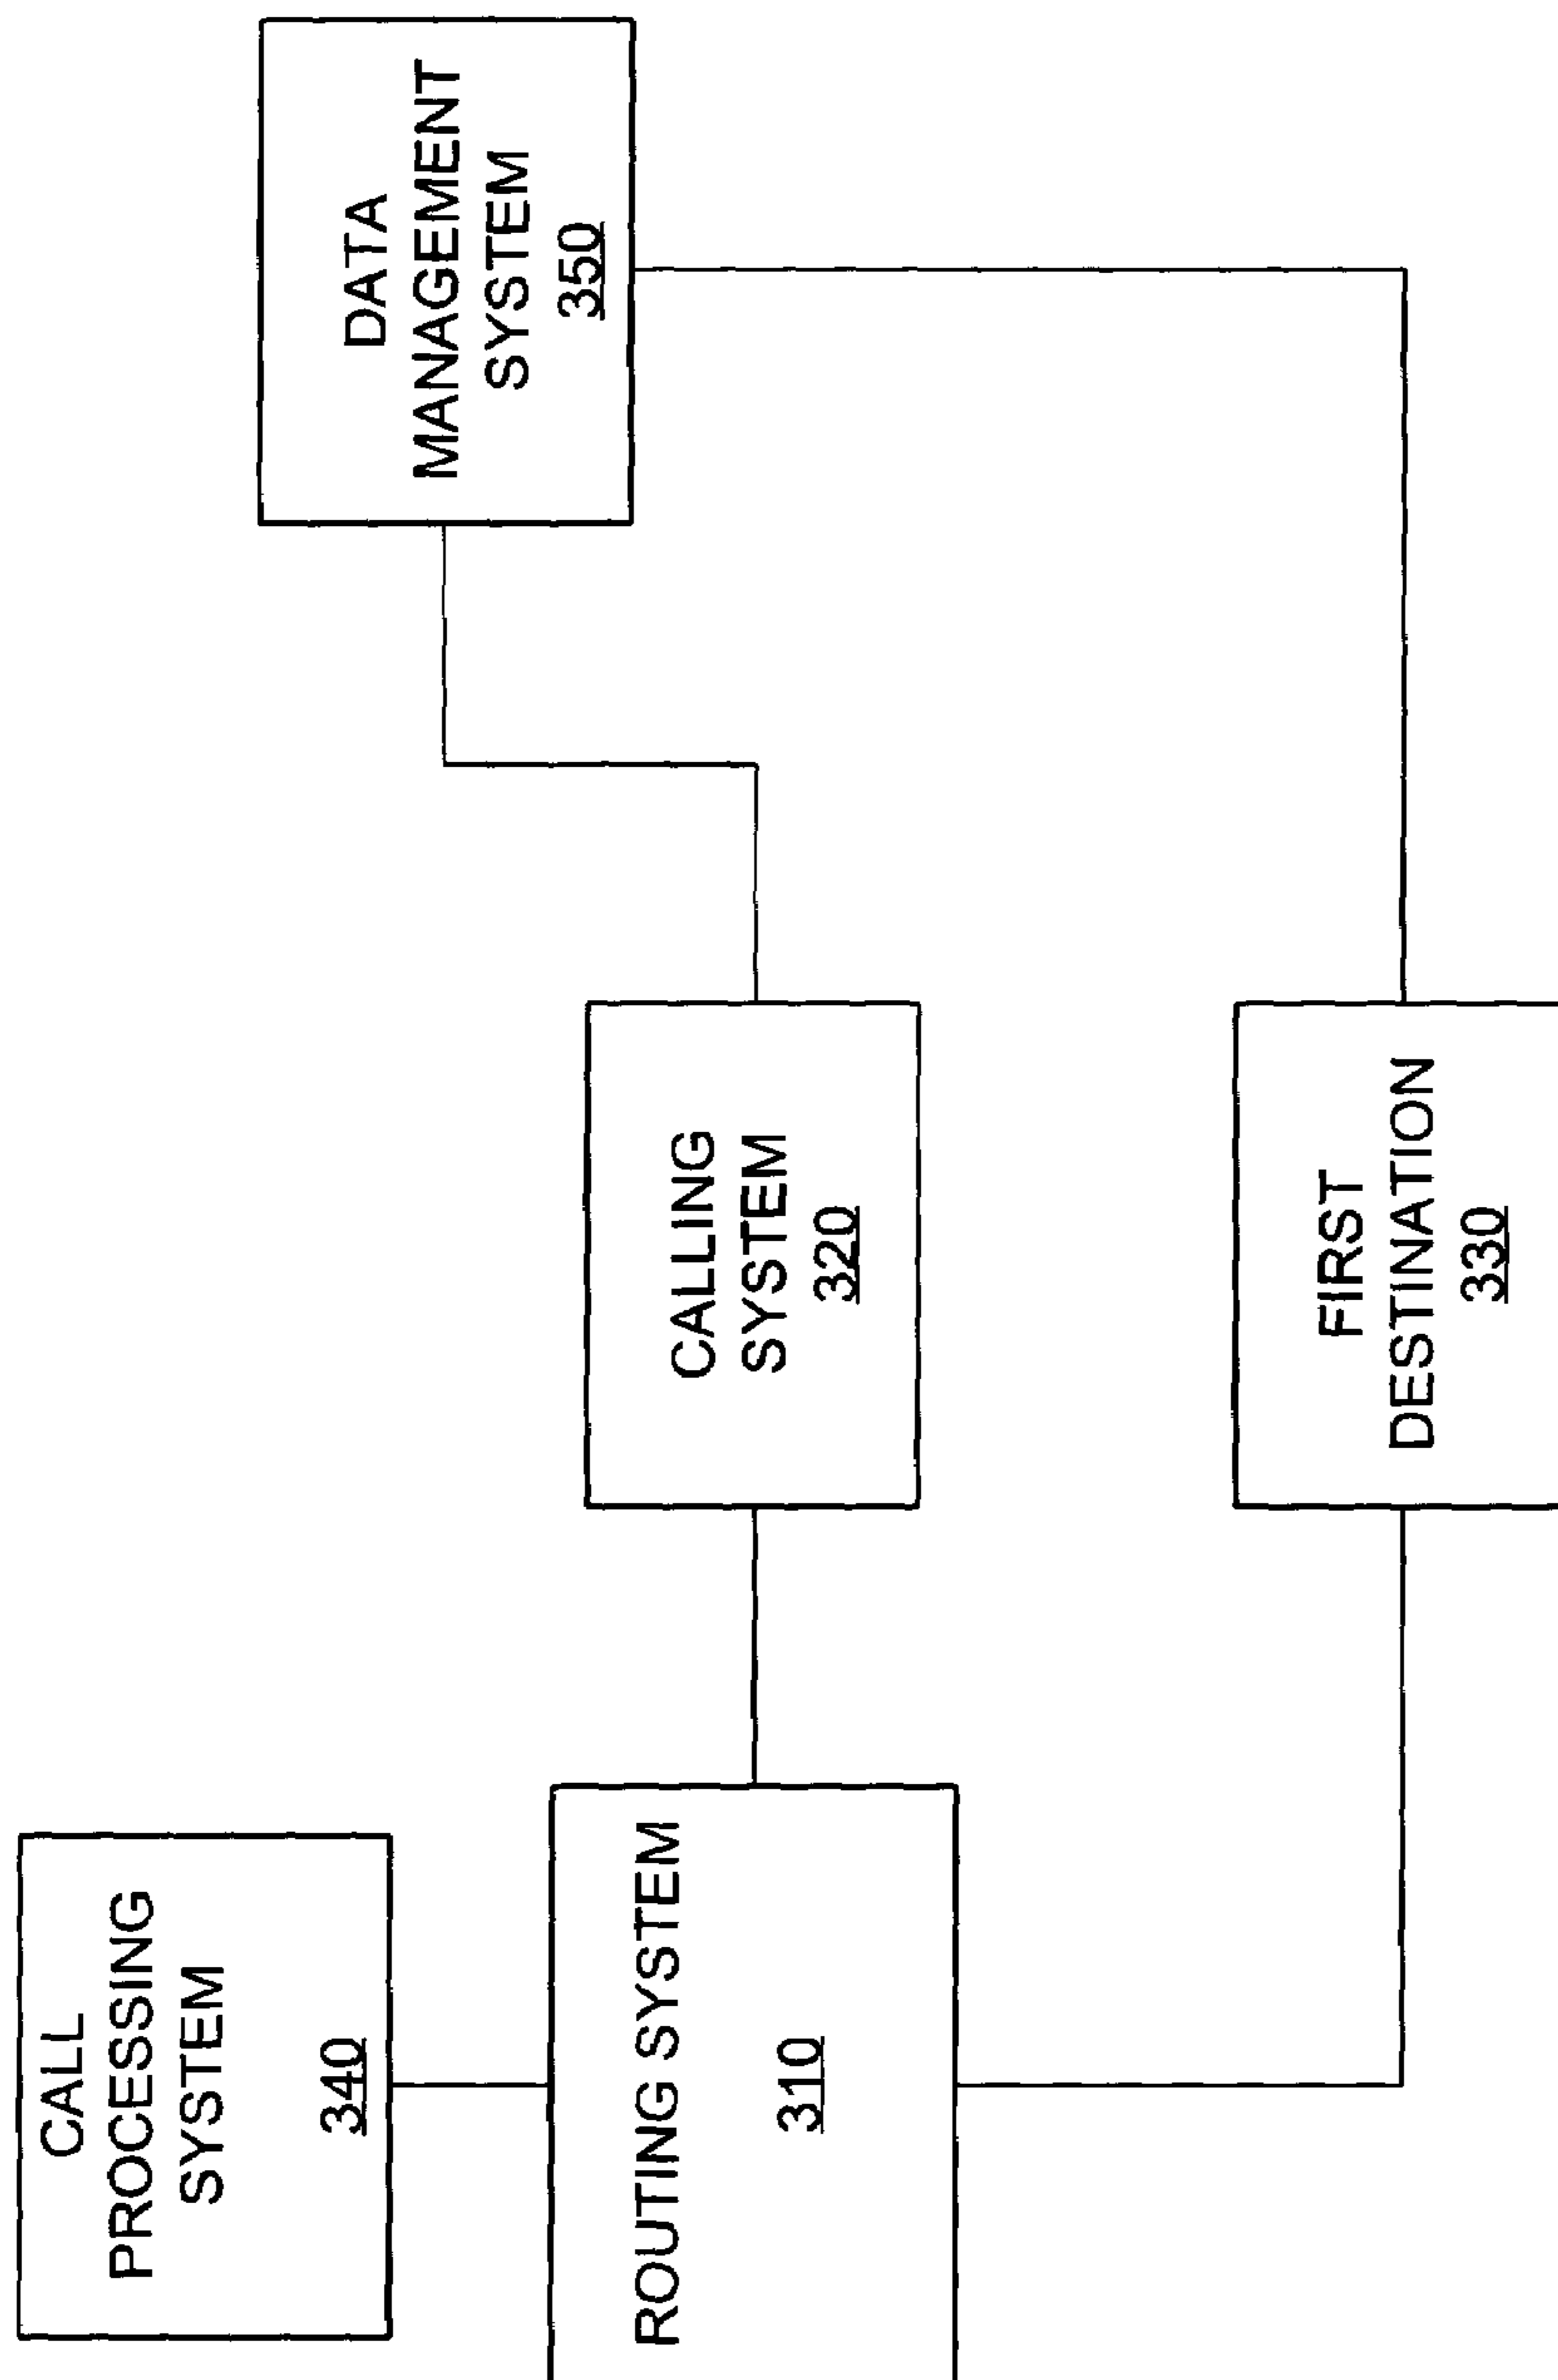 CALL
PROCESSING
SYSTEM
340
ROUTING SYSTEM
310
CALLING
SYSTEM
320
FIRST
DESTINATION
330
DATA
MANAGEMENT
SYSTEM
350